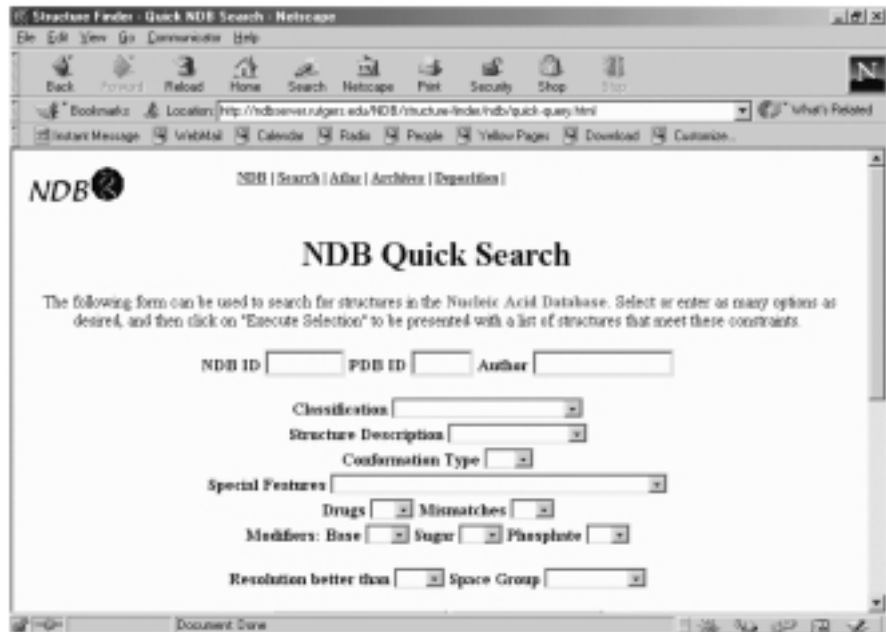 Structure Finder - Quick NDB Search - Netscape
File Edit View Go Communicator Help
Back Forward Reload Home Search Netscape Print Security Shop Stop
Bookmarks Location: http://ndbserver.rutgers.edu/NDB/structure-finder/ndb/quick-query.html What's Related
Instant Message WebMail Calendar Radio People Yellow Pages Download Customize...
NDB
NDB | Search | Atlas | Archives | Deposition |
NDB Quick Search
The following form can be used to search for structures in the Nucleic Acid Database. Select or enter as many options as
desired, and then click on "Execute Selection" to be presented with a list of structures that meet these constraints.
NDB ID PDB ID Author
Classification
Structure Description
Conformation Type
Special Features
Drugs Mismatches
Modifiers: Base Sugar Phosphate
Resolution better than Space Group
Document: Done